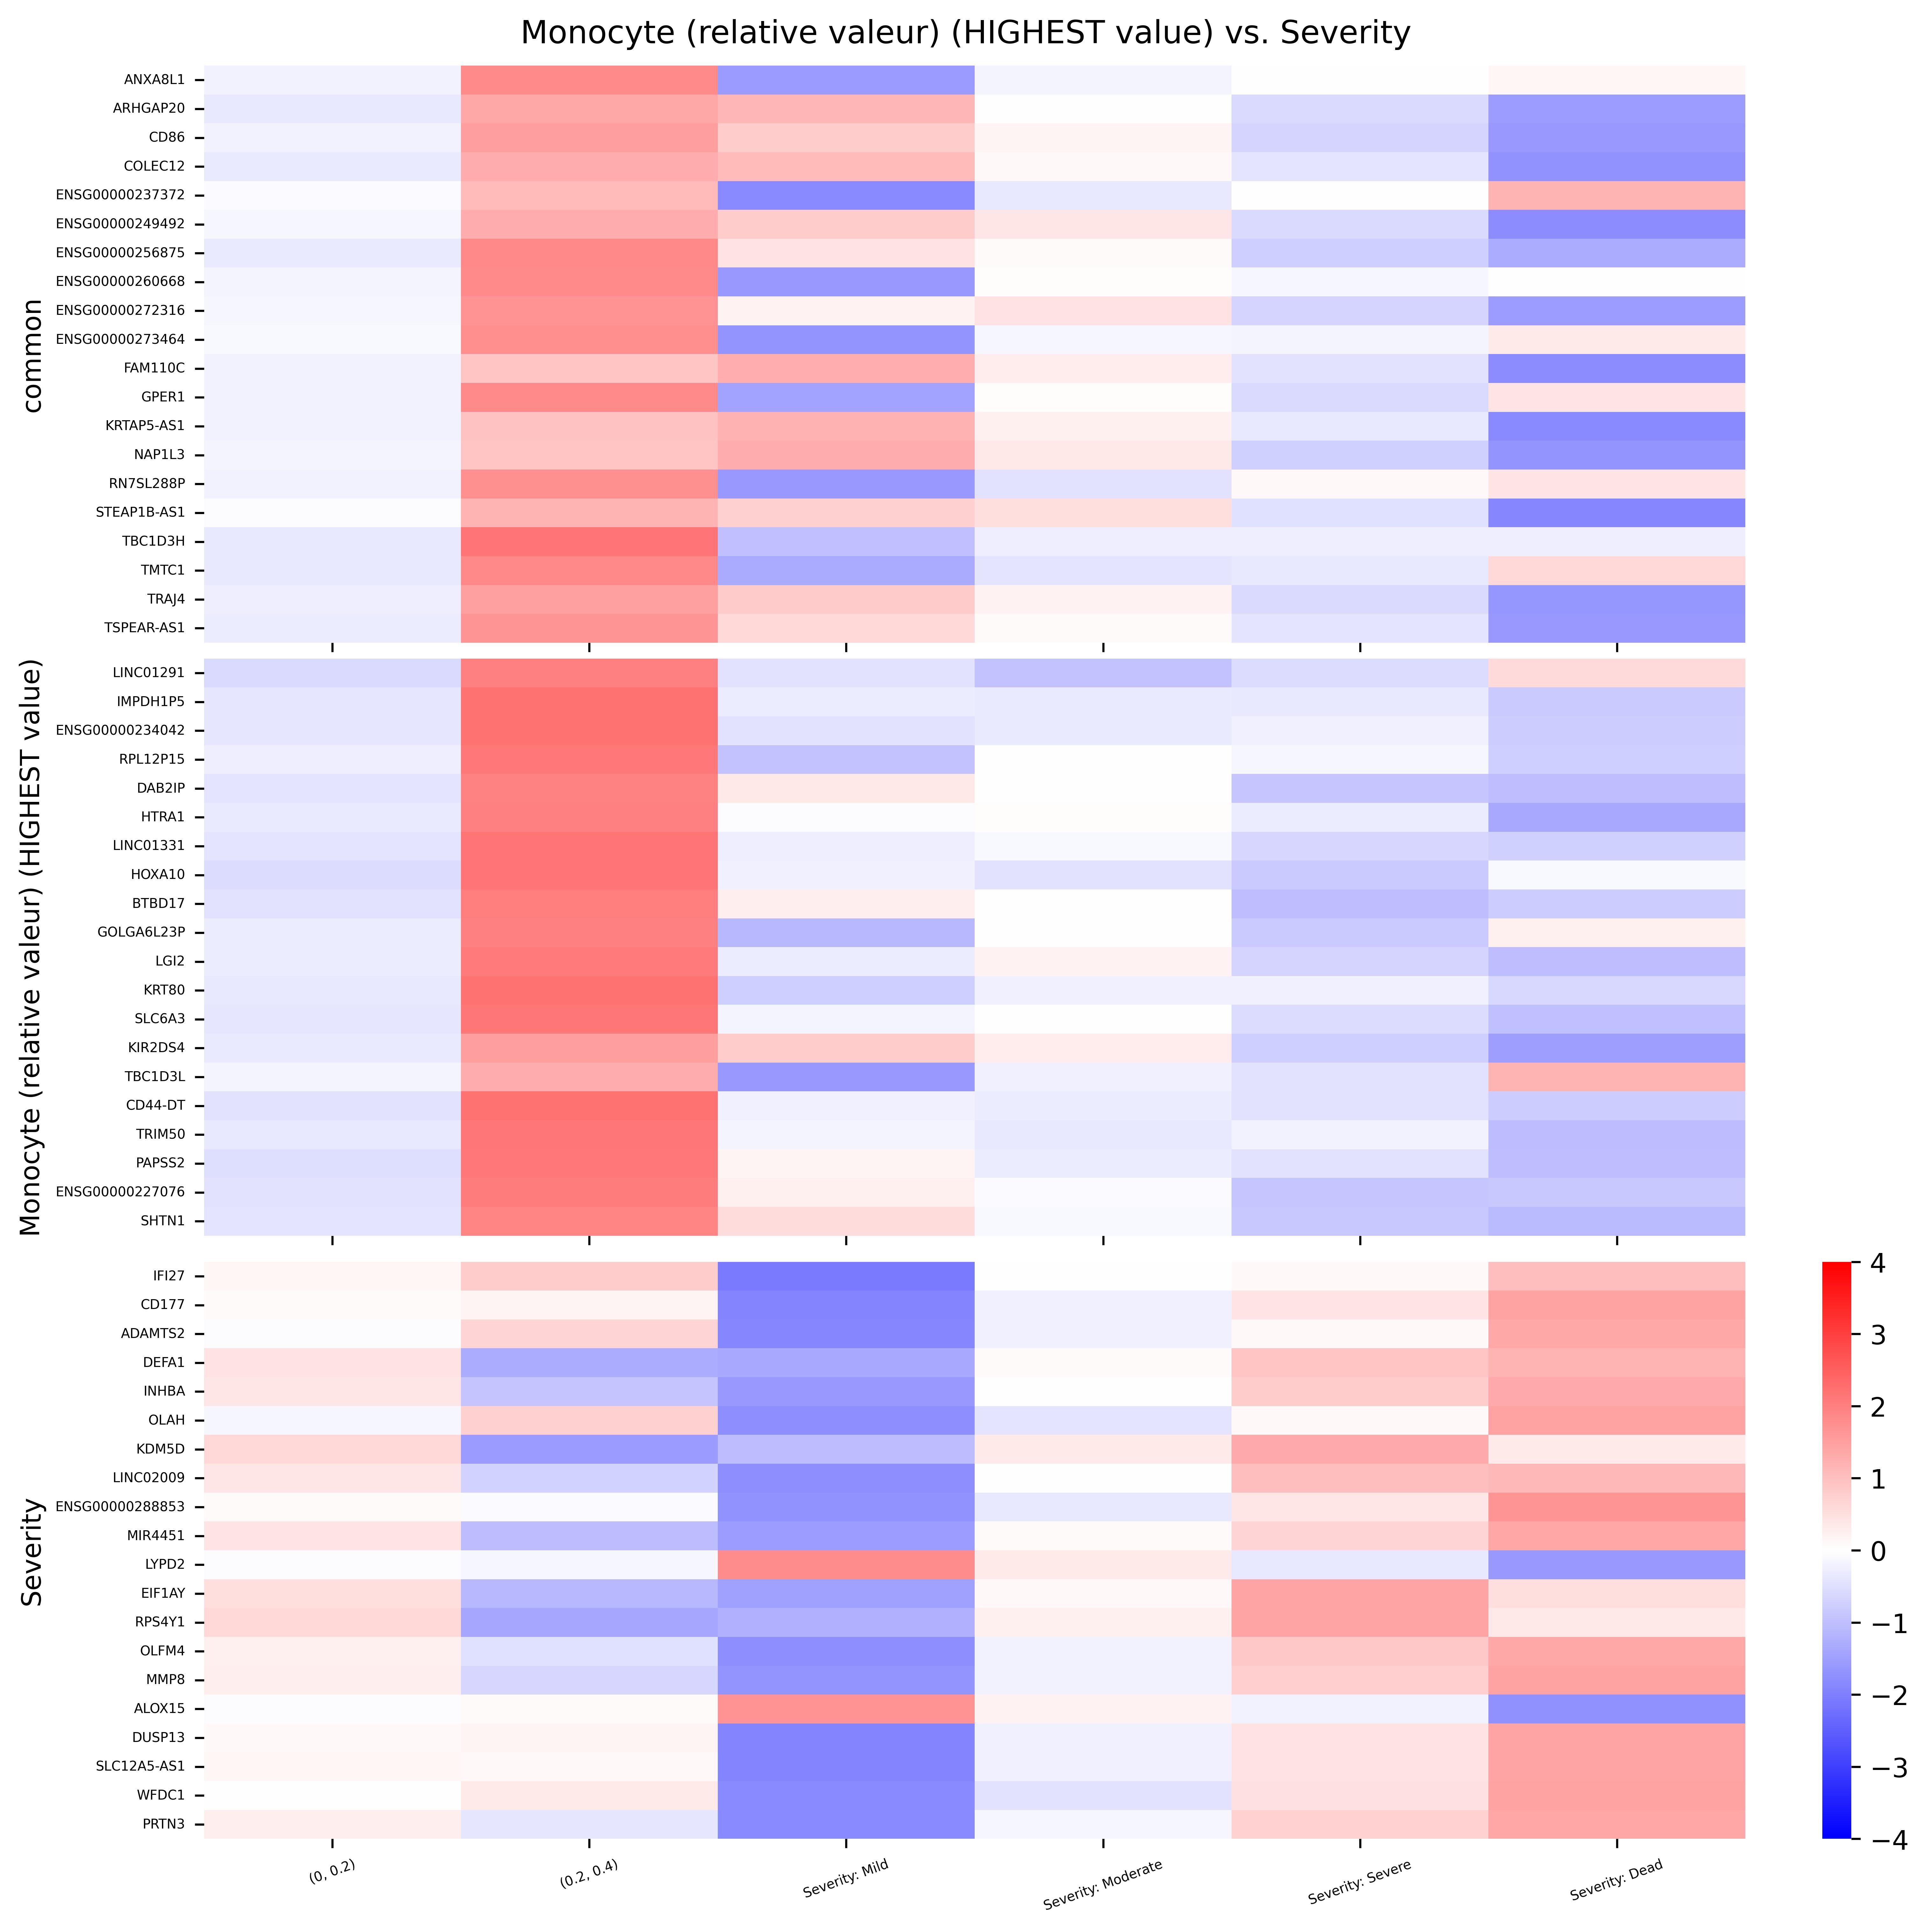 Monocyte (relative valeur) (HIGHEST value) vs. Severity
common
ANXA8L1
ARHGAP20
CD86
COLEC12
ENSG00000237372
ENSG00000249492
ENSG00000256875
ENSG00000260668
ENSG00000272316
ENSG00000273464
FAM110C
GPER1
KRTAP5-AS1
NAP1L3
RN7SL288P
STEAP1B-AS1
TBC1D3H
TMTC1
TRAJ4
TSPEAR-AS1
Monocyte (relative valeur) (HIGHEST value)
LINC01291
IMPDH1P5
ENSG00000234042
RPL12P15
DAB2IP
HTRA1
LINC01331
HOXA10
BTBD17
GOLGA6L23P
LGI2
KRT80
SLC6A3
KIR2DS4
TBC1D3L
CD44-DT
TRIM50
PAPSS2
ENSG00000227076
SHTN1
Severity
IFI27
CD177
ADAMTS2
DEFA1
INHBA
OLAH
KDM5D
LINC02009
ENSG00000288853
MIR4451
LYPD2
EIF1AY
RPS4Y1
OLFM4
MMP8
ALOX15
DUSP13
SLC12A5-AS1
WFDC1
PRTN3
(0, 0.2)
(0.2, 0.4)
Severity: Mild
Severity: Moderate
Severity: Severe
Severity: Dead
4
3
2
1
0
−1
−2
−3
−4